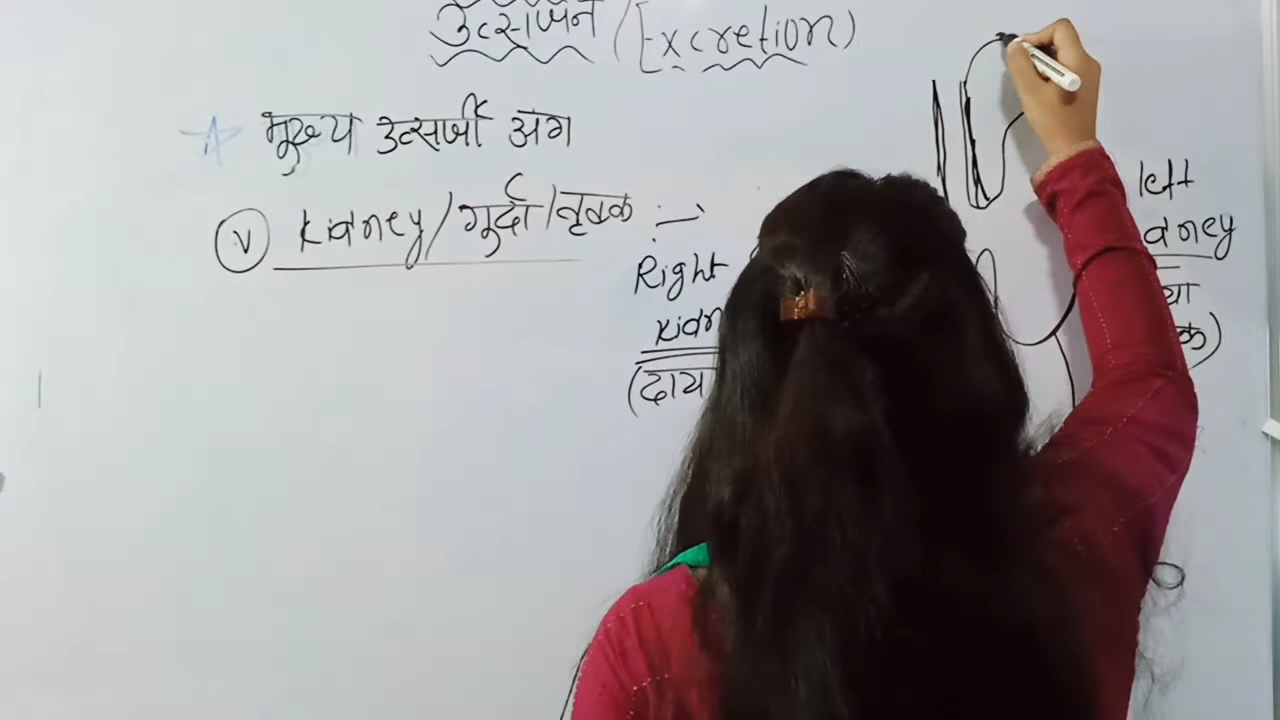 उत्सर्जन / (Excretion)
मुख्य उत्सर्जी अंग
(V) Kidney/गुर्दा/वृक्क :-
Right
Kidn
(दाय
left
dney
या
क)